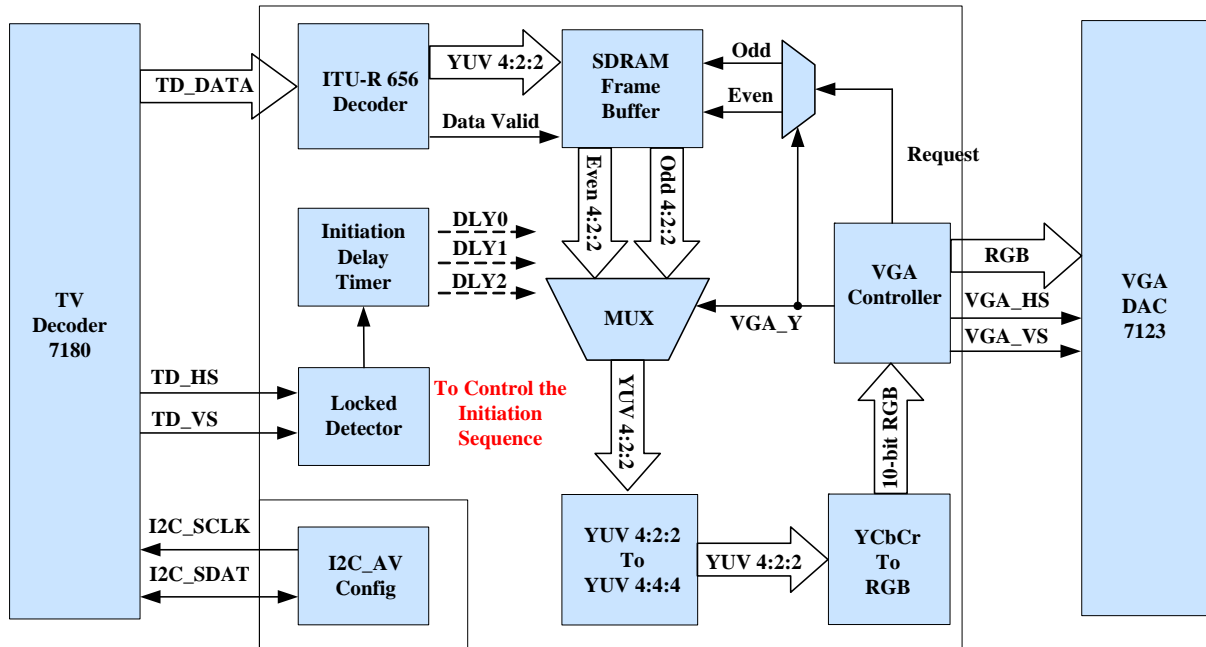 TV
Decoder
7180
TD_DATA
ITU-R 656
Decoder
YUV 4:2:2
Data Valid
SDRAM
Frame
Buffer
Odd
Even
Request
Even 4:2:2
Odd 4:2:2
Initiation
Delay
Timer
DLY0
DLY1
DLY2
MUX
VGA_Y
VGA
Controller
RGB
VGA_HS
VGA_VS
VGA
DAC
7123
TD_HS
TD_VS
Locked
Detector
To Control the
Initiation
Sequence
YUV 4:2:2
10-bit RGB
I2C_SCLK
I2C_SDAT
I2C_AV
Config
YUV 4:2:2
To
YUV 4:4:4
YUV 4:2:2
YCbCr
To
RGB